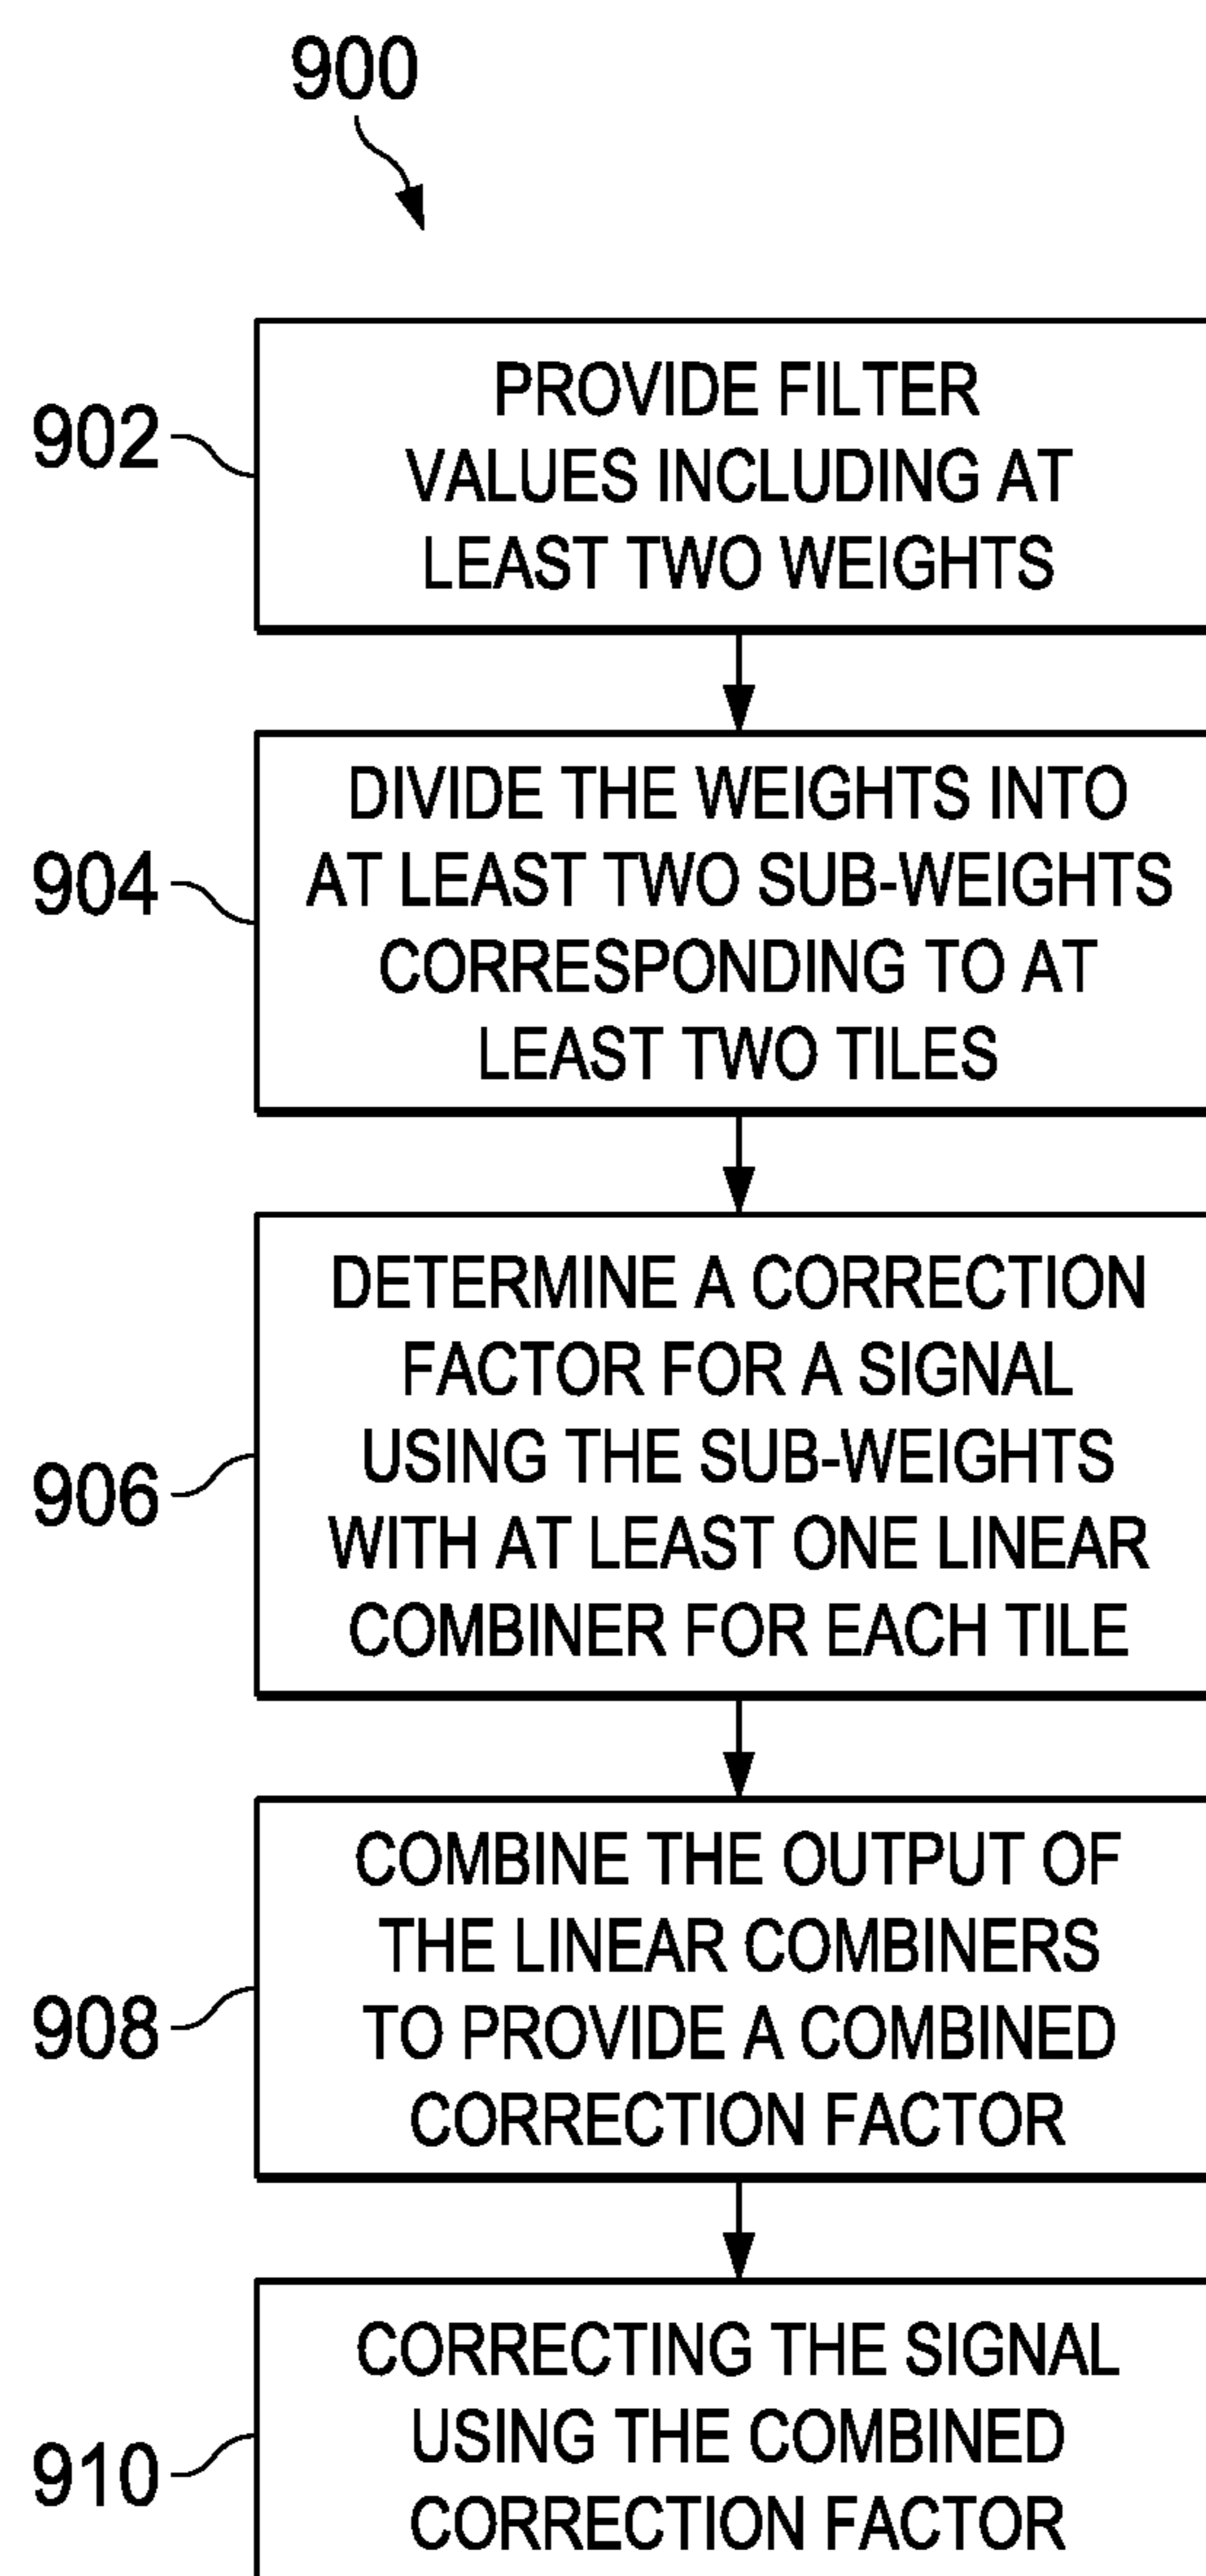 900
902
PROVIDE FILTER
VALUES INCLUDING AT
LEAST TWO WEIGHTS
904
DIVIDE THE WEIGHTS INTO
AT LEAST TWO SUB-WEIGHTS
CORRESPONDING TO AT
LEAST TWO TILES
906
DETERMINE A CORRECTION
FACTOR FOR A SIGNAL
USING THE SUB-WEIGHTS
WITH AT LEAST ONE LINEAR
COMBINER FOR EACH TILE
908
COMBINE THE OUTPUT OF
THE LINEAR COMBINERS
TO PROVIDE A COMBINED
CORRECTION FACTOR
910
CORRECTING THE SIGNAL
USING THE COMBINED
CORRECTION FACTOR